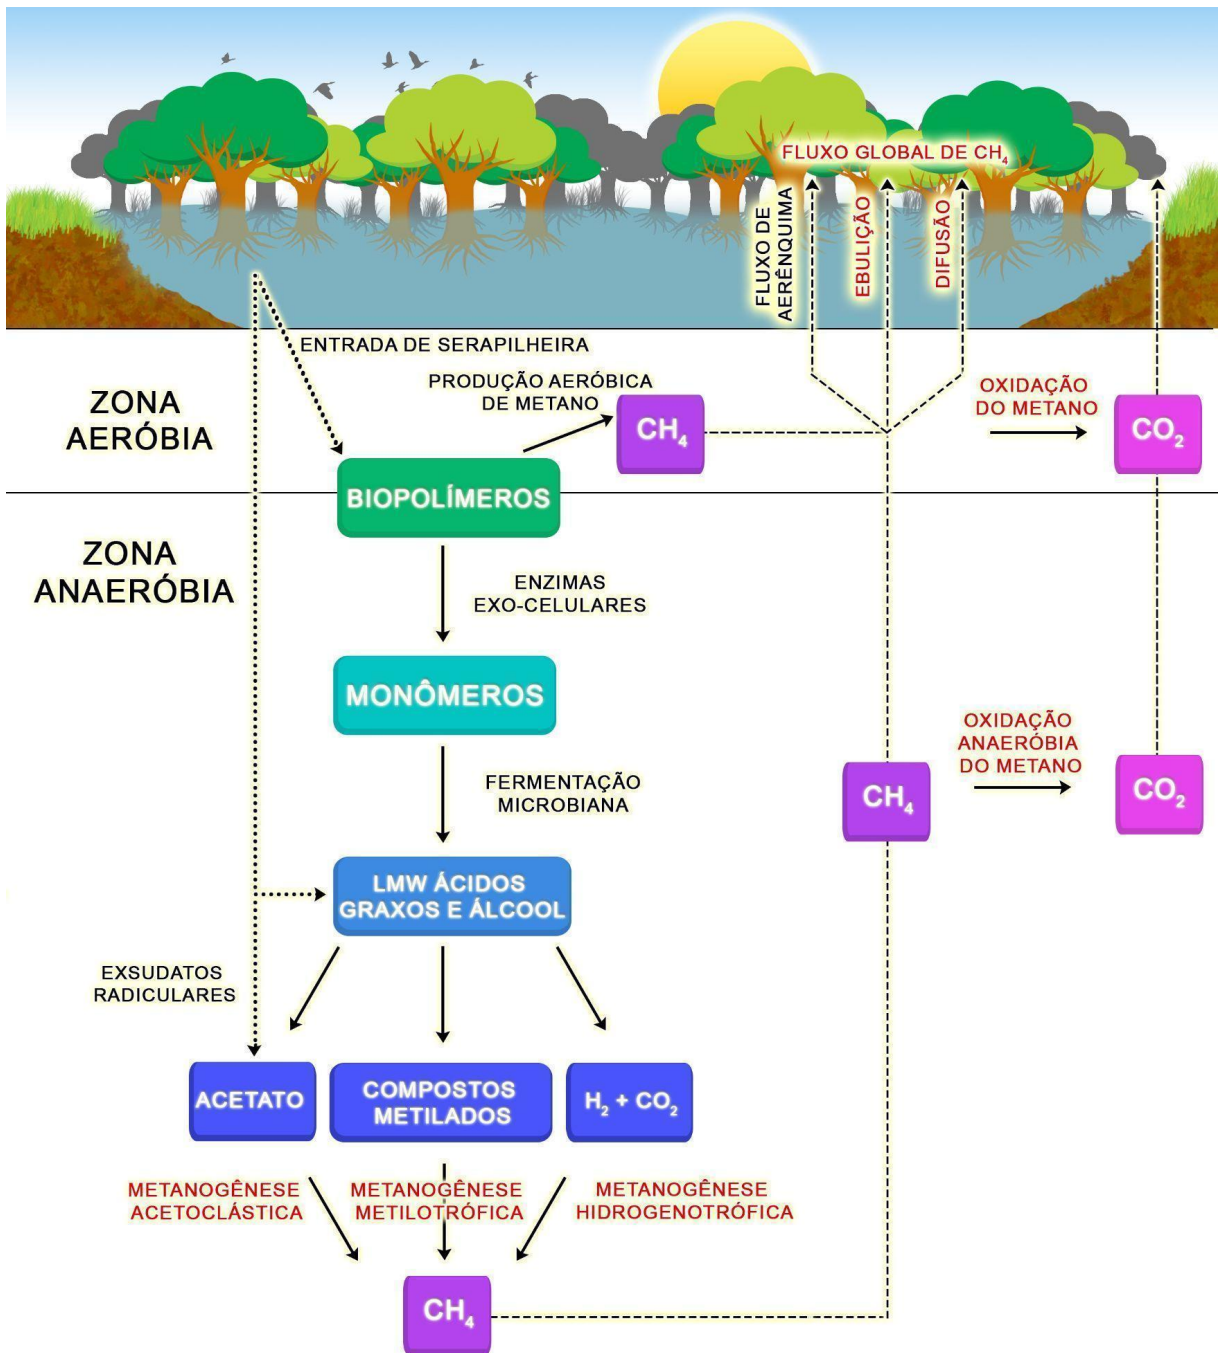 FLUXO GLOBAL DE CH₄
FLUXO DE
AERÊNQUIMA
EBULIÇÃO
DIFUSÃO
ENTRADA DE SERAPILHEIRA
ZONA
AERÓBIA
PRODUÇÃO AERÓBICA
DE METANO
CH₄
OXIDAÇÃO
DO METANO
CO₂
BIOPOLÍMEROS
ZONA
ANAERÓBIA
ENZIMAS
EXO-CELULARES
MONÔMEROS
FERMENTAÇÃO
MICROBIANA
CH₄
OXIDAÇÃO
ANAERÓBIA
DO METANO
CO₂
LMW ÁCIDOS
GRAXOS E ÁLCOOL
EXSUDATOS
RADICULARES
ACETATO
COMPOSTOS
METILADOS
H₂ + CO₂
METANOGÊNESE
ACETOCLÁSTICA
METANOGÊNESE
METILOTRÓFICA
METANOGÊNESE
HIDROGENOTRÓFICA
CH₄